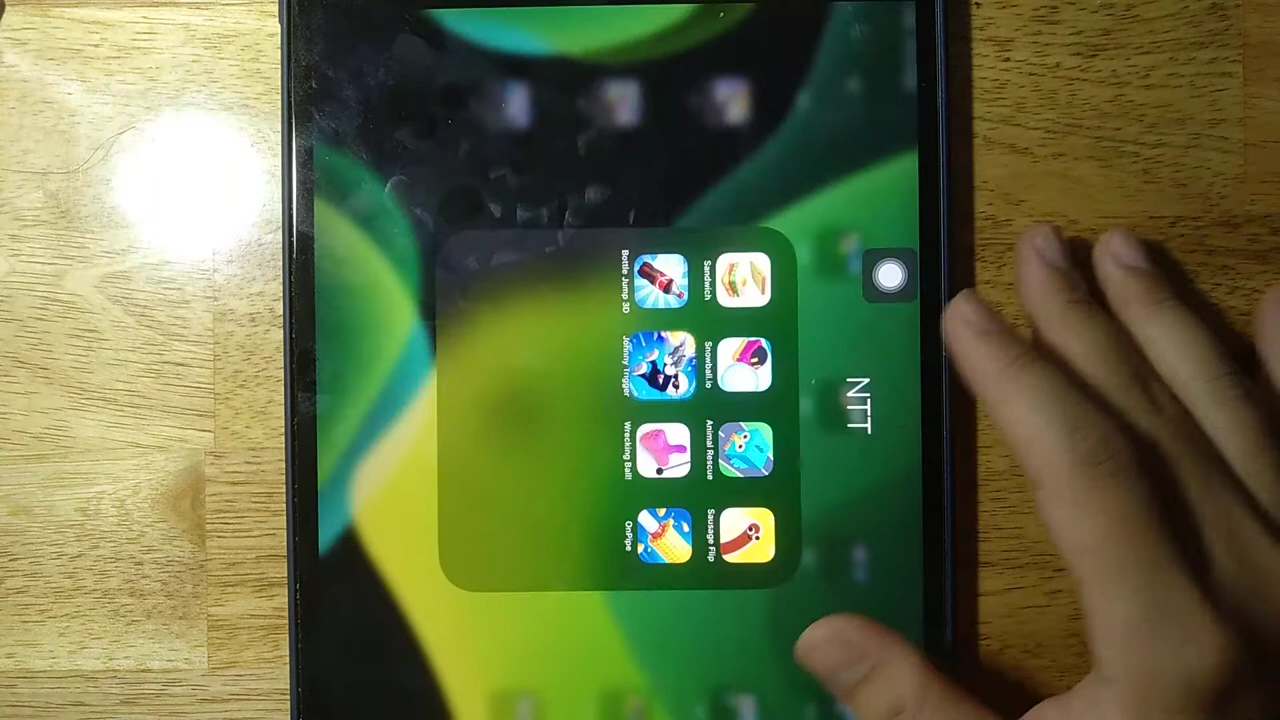 NTT
Sandwich
Snowball.io
Animal Rescue
Sausage Flip
Bottle Jump 3D
Johnny Trigger
Wrecking Ball!
OnPipe